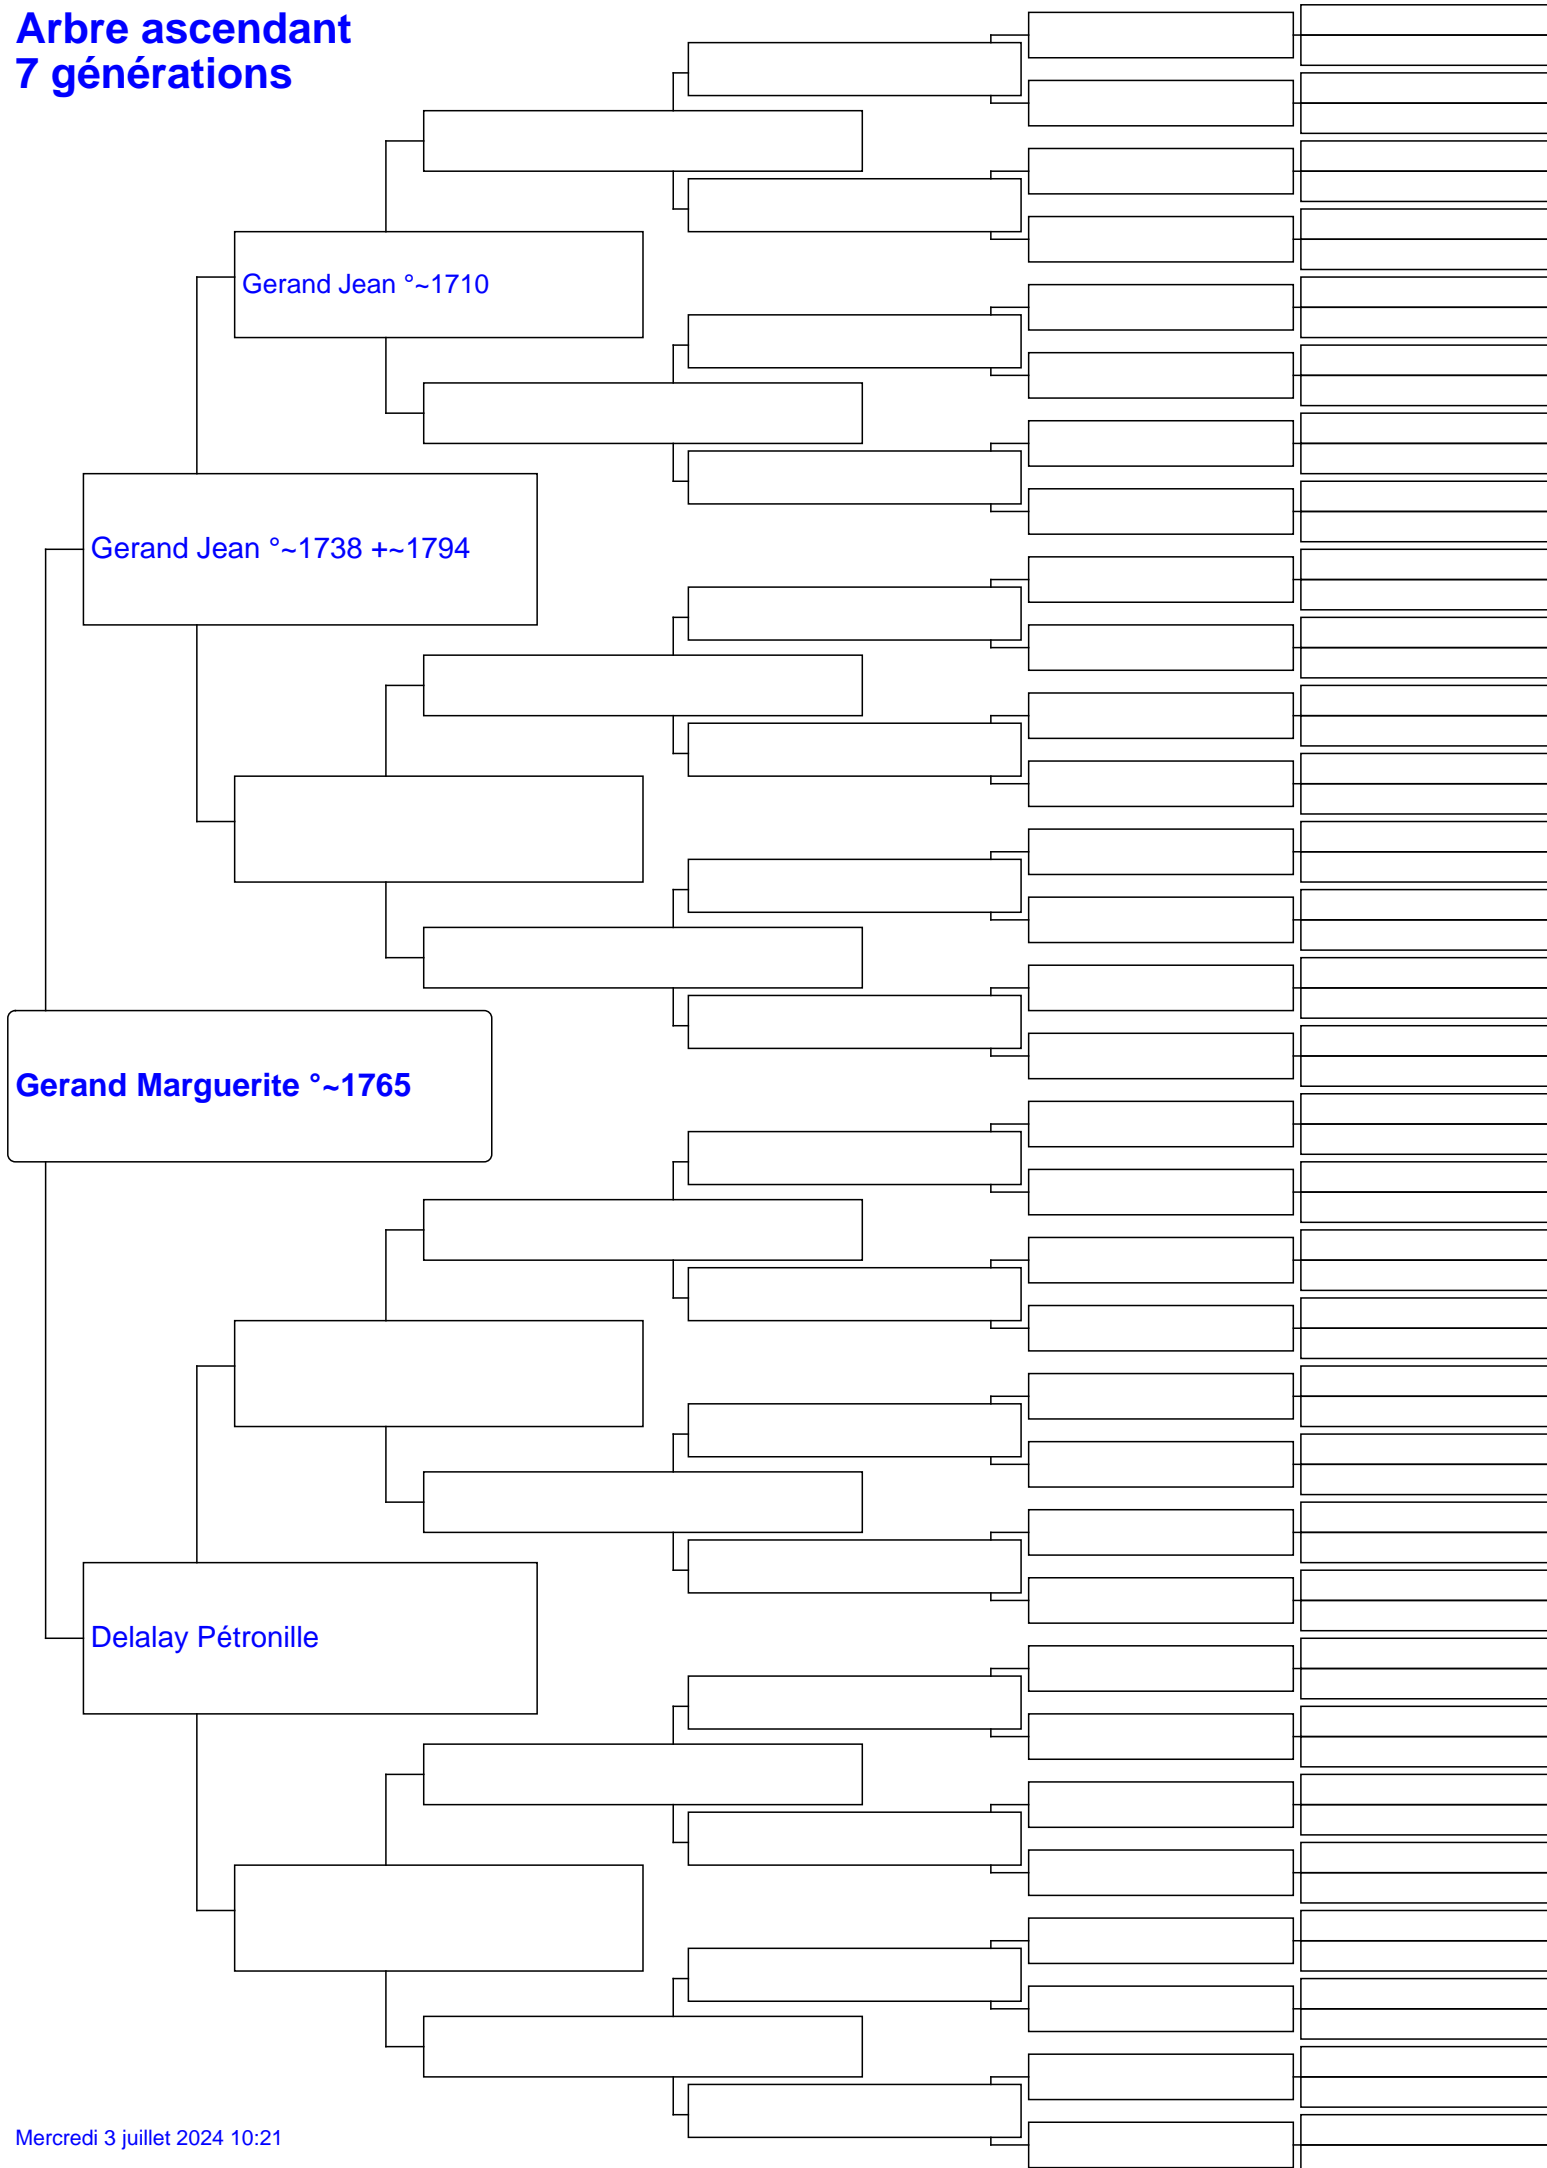 Arbre ascendant
7 générations
Gerand Jean °~1710
Gerand Jean °~1738 +~1794
Gerand Marguerite °~1765
Delalay Pétronille
Mercredi 3 juillet 2024 10:21